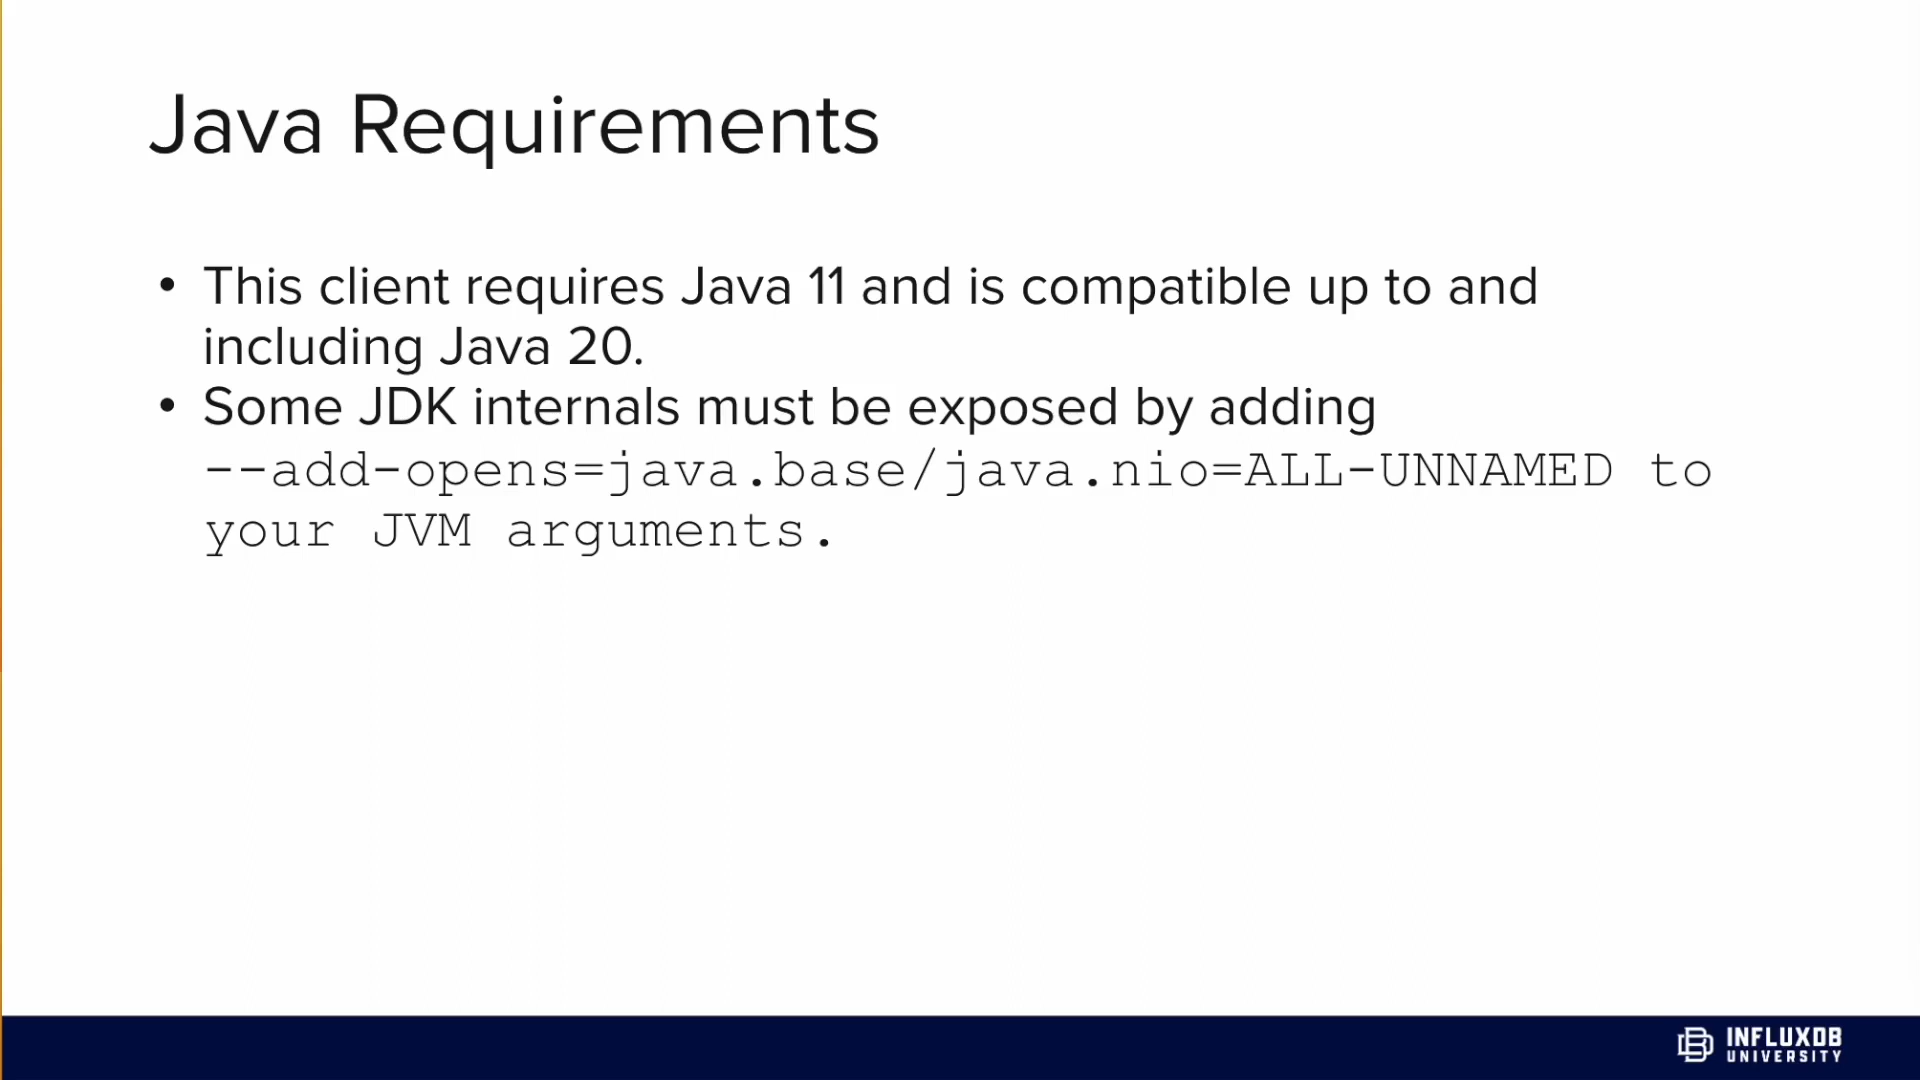 Java Requirements
• This client requires Java 11 and is compatible up to and
including Java 20.
• Some JDK internals must be exposed by adding
--add-opens=java.base/java.nio=ALL-UNNAMED to
your JVM arguments.
INFLUXDB
UNIVERSITY